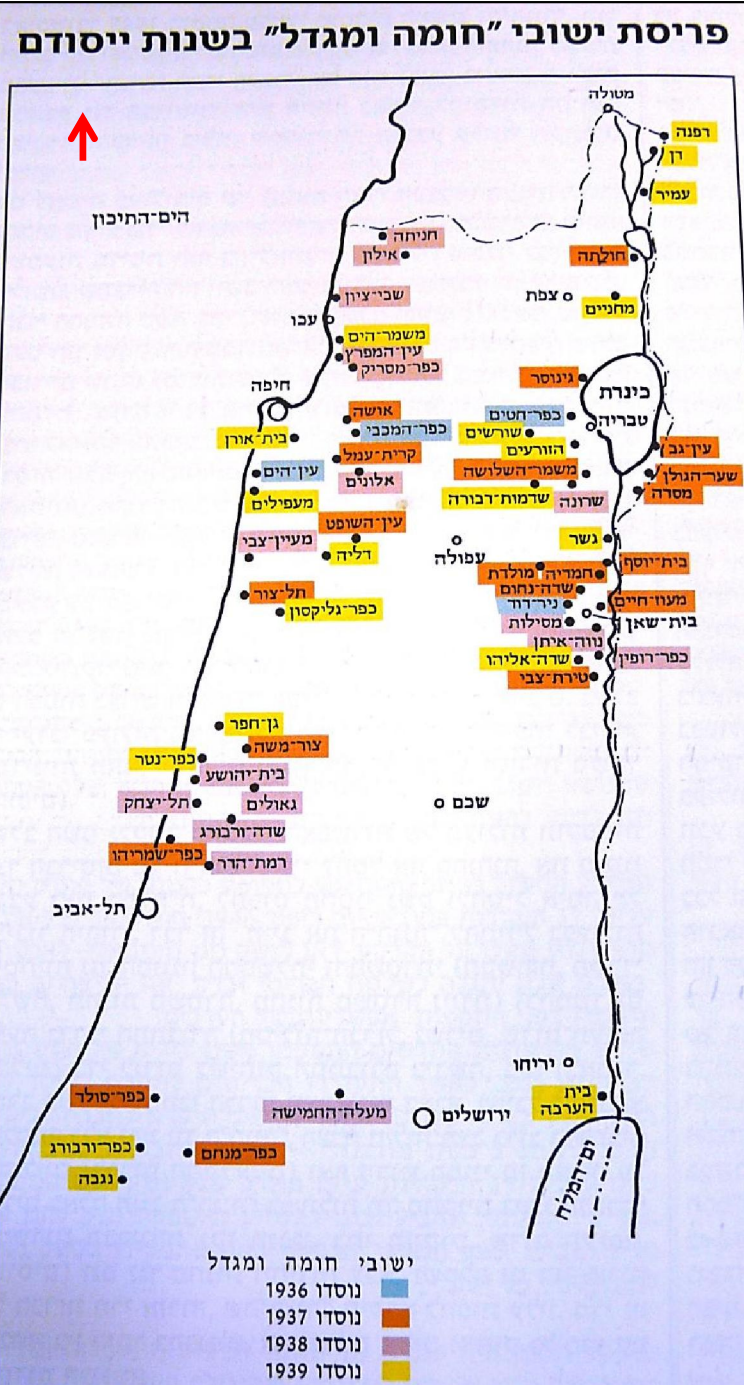 פריסת ישובי "חומה ומגדל" בשנות ייסודם
מטולה
דפנה
דן
עמיר
הים־התיכון
חניתה
אילון
חולתה
שבי־ציון
צפת
מחניים
עכו
משמר־הים
עין־המפרץ
כפר־מסריק
גינוסר
כינרת
חיפה
טבריה
אושה
כפר־חטים
כפר־המכבי
שורשים
בית־אורן
הזורעים
קרית־עמל
עין־גב
משמר־השלושה
עין־הים
אלונים
שער־הגולן
מסדה
מעפילים
שדמות־דבורה
שרונה
עין־השופט
גשר
מעיין־צבי
דליה
עפולה
בית־יוסף
חמדיה
מולדת
שדה־נחום
תל־צור
ניר־דוד
מעוז־חיים
כפר־גליקסון
מסילות
בית־שאן
נווה־איתן
שדה־אליהו
כפר־רופין
טירת־צבי
גן־חפר
צור־משה
כפר־נטר
בית־יהושע
תל־יצחק
גאולים
שכם
שדה־ורבורג
כפר־שמריהו
רמת־הדר
תל־אביב
יריחו
כפר־סולד
מעלה־החמישה
ירושלים
בית
הערבה
כפר־ורבורג
כפר־מנחם
נגבה
ים־המלח
ישובי חומה ומגדל
נוסדו 1936
נוסדו 1937
נוסדו 1938
נוסדו 1939